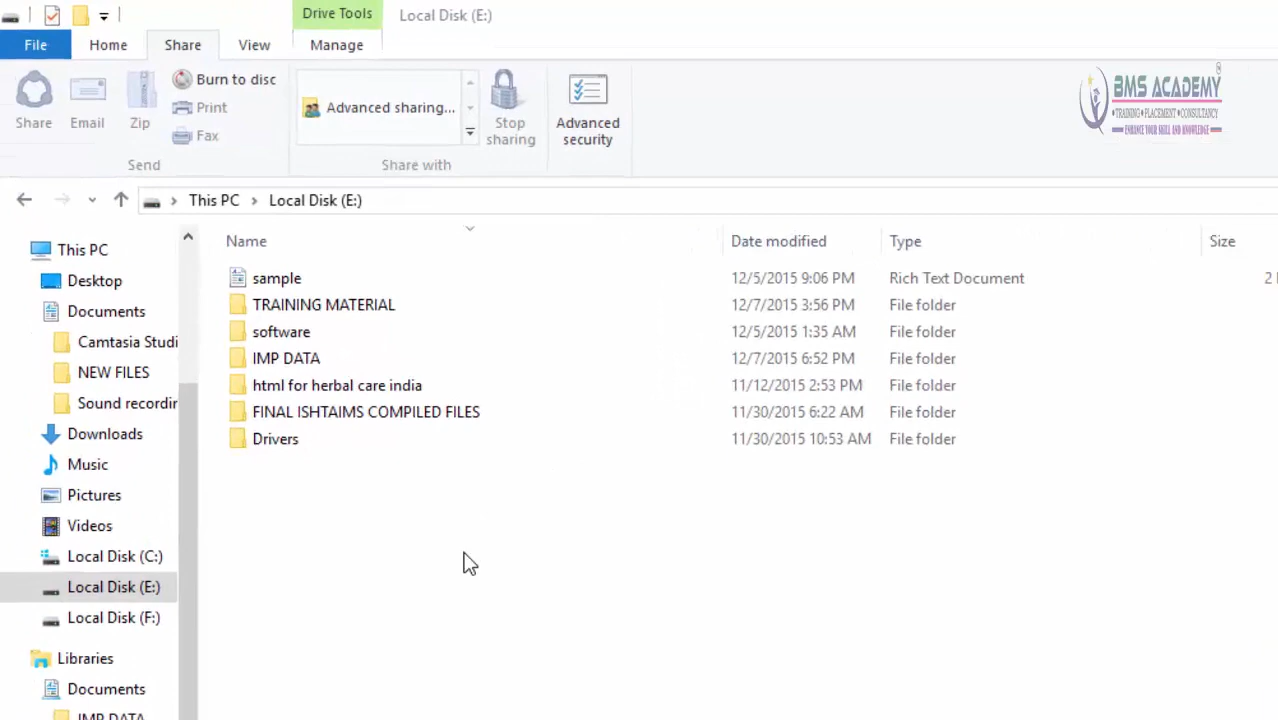 Drive Tools Local Disk (E:)
File Home Share View Manage
Share Email Zip Burn to disc Print Fax
Advanced sharing... Stop sharing Advanced security
Send Share with
BMS ACADEMY
•TRAINING •PLACEMENT •CONSULTANCY
ENHANCE YOUR SKILL AND KNOWLEDGE
This PC Local Disk (E:)
Name Date modified Type Size
sample 12/5/2015 9:06 PM Rich Text Document 2
TRAINING MATERIAL 12/7/2015 3:56 PM File folder
software 12/5/2015 1:35 AM File folder
IMP DATA 12/7/2015 6:52 PM File folder
html for herbal care india 11/12/2015 2:53 PM File folder
FINAL ISHTAIMS COMPILED FILES 11/30/2015 6:22 AM File folder
Drivers 11/30/2015 10:53 AM File folder
This PC
Desktop
Documents
Camtasia Studi
NEW FILES
Sound recordin
Downloads
Music
Pictures
Videos
Local Disk (C:)
Local Disk (E:)
Local Disk (F:)
Libraries
Documents
IMP DATA